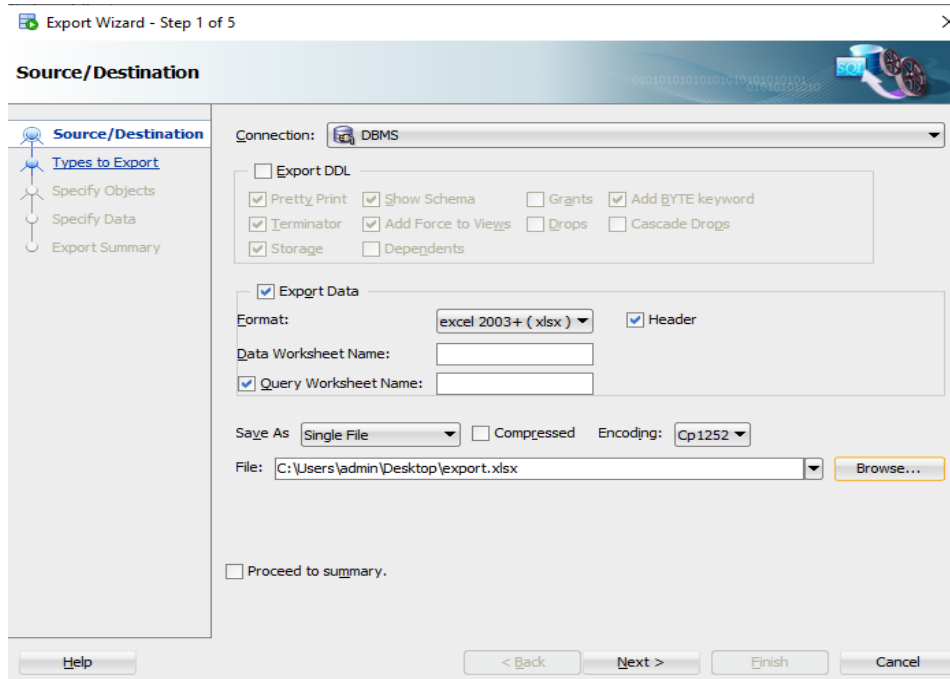 Export Wizard - Step 1 of 5
Source/Destination
SQL
Source/Destination
Types to Export
Specify Objects
Specify Data
Export Summary
Connection: DBMS
Export DDL
Pretty Print Show Schema Grants Add BYTE keyword
Terminator Add Force to Views Drops Cascade Drops
Storage Dependents
Export Data
Format: excel 2003+ ( xlsx ) Header
Data Worksheet Name:
Query Worksheet Name:
Save As Single File Compressed Encoding: Cp1252
File: C:\Users\admin\Desktop\export.xlsx Browse...
Proceed to summary.
Help < Back Next > Finish Cancel